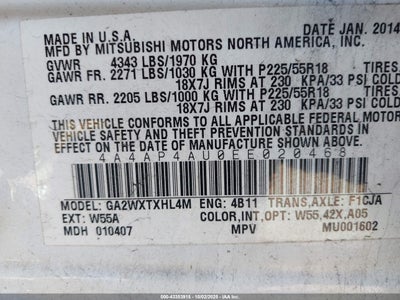 MADE IN U.S.A. DATE JAN. 2014
MFD BY MITSUBISHI MOTORS NORTH AMERICA, INC.
GVWR 4343 LBS/1970 KG
GAWR FR. 2271 LBS/1030 KG WITH P225/55R18 TIRES
18X7J RIMS AT 230 KPA/33 PSI COLD
GAWR RR. 2205 LBS/1000 KG WITH P225/55R18 TIRES
18X7J RIMS AT 230 KPA/33 PSI COLD
THIS VEHICLE CONFORMS TO ALL APPLICABLE FEDERAL MOTOR
VEHICLE SAFETY AND THEFT PREVENTION STANDARDS IN
EFFECT ON THE DATE OF MANUFACTURE SHOWN ABOVE.
4A4AP4AU0EE020468
MODEL: GA2WXTXHL4M ENG: 4B11 TRANS,AXLE: F1CJA
EXT: W55A COLOR,INT,OPT: W55,42X,A05
MDH 010407 MPV MU001602
500-43353915 - 10/02/2025 - IAAI